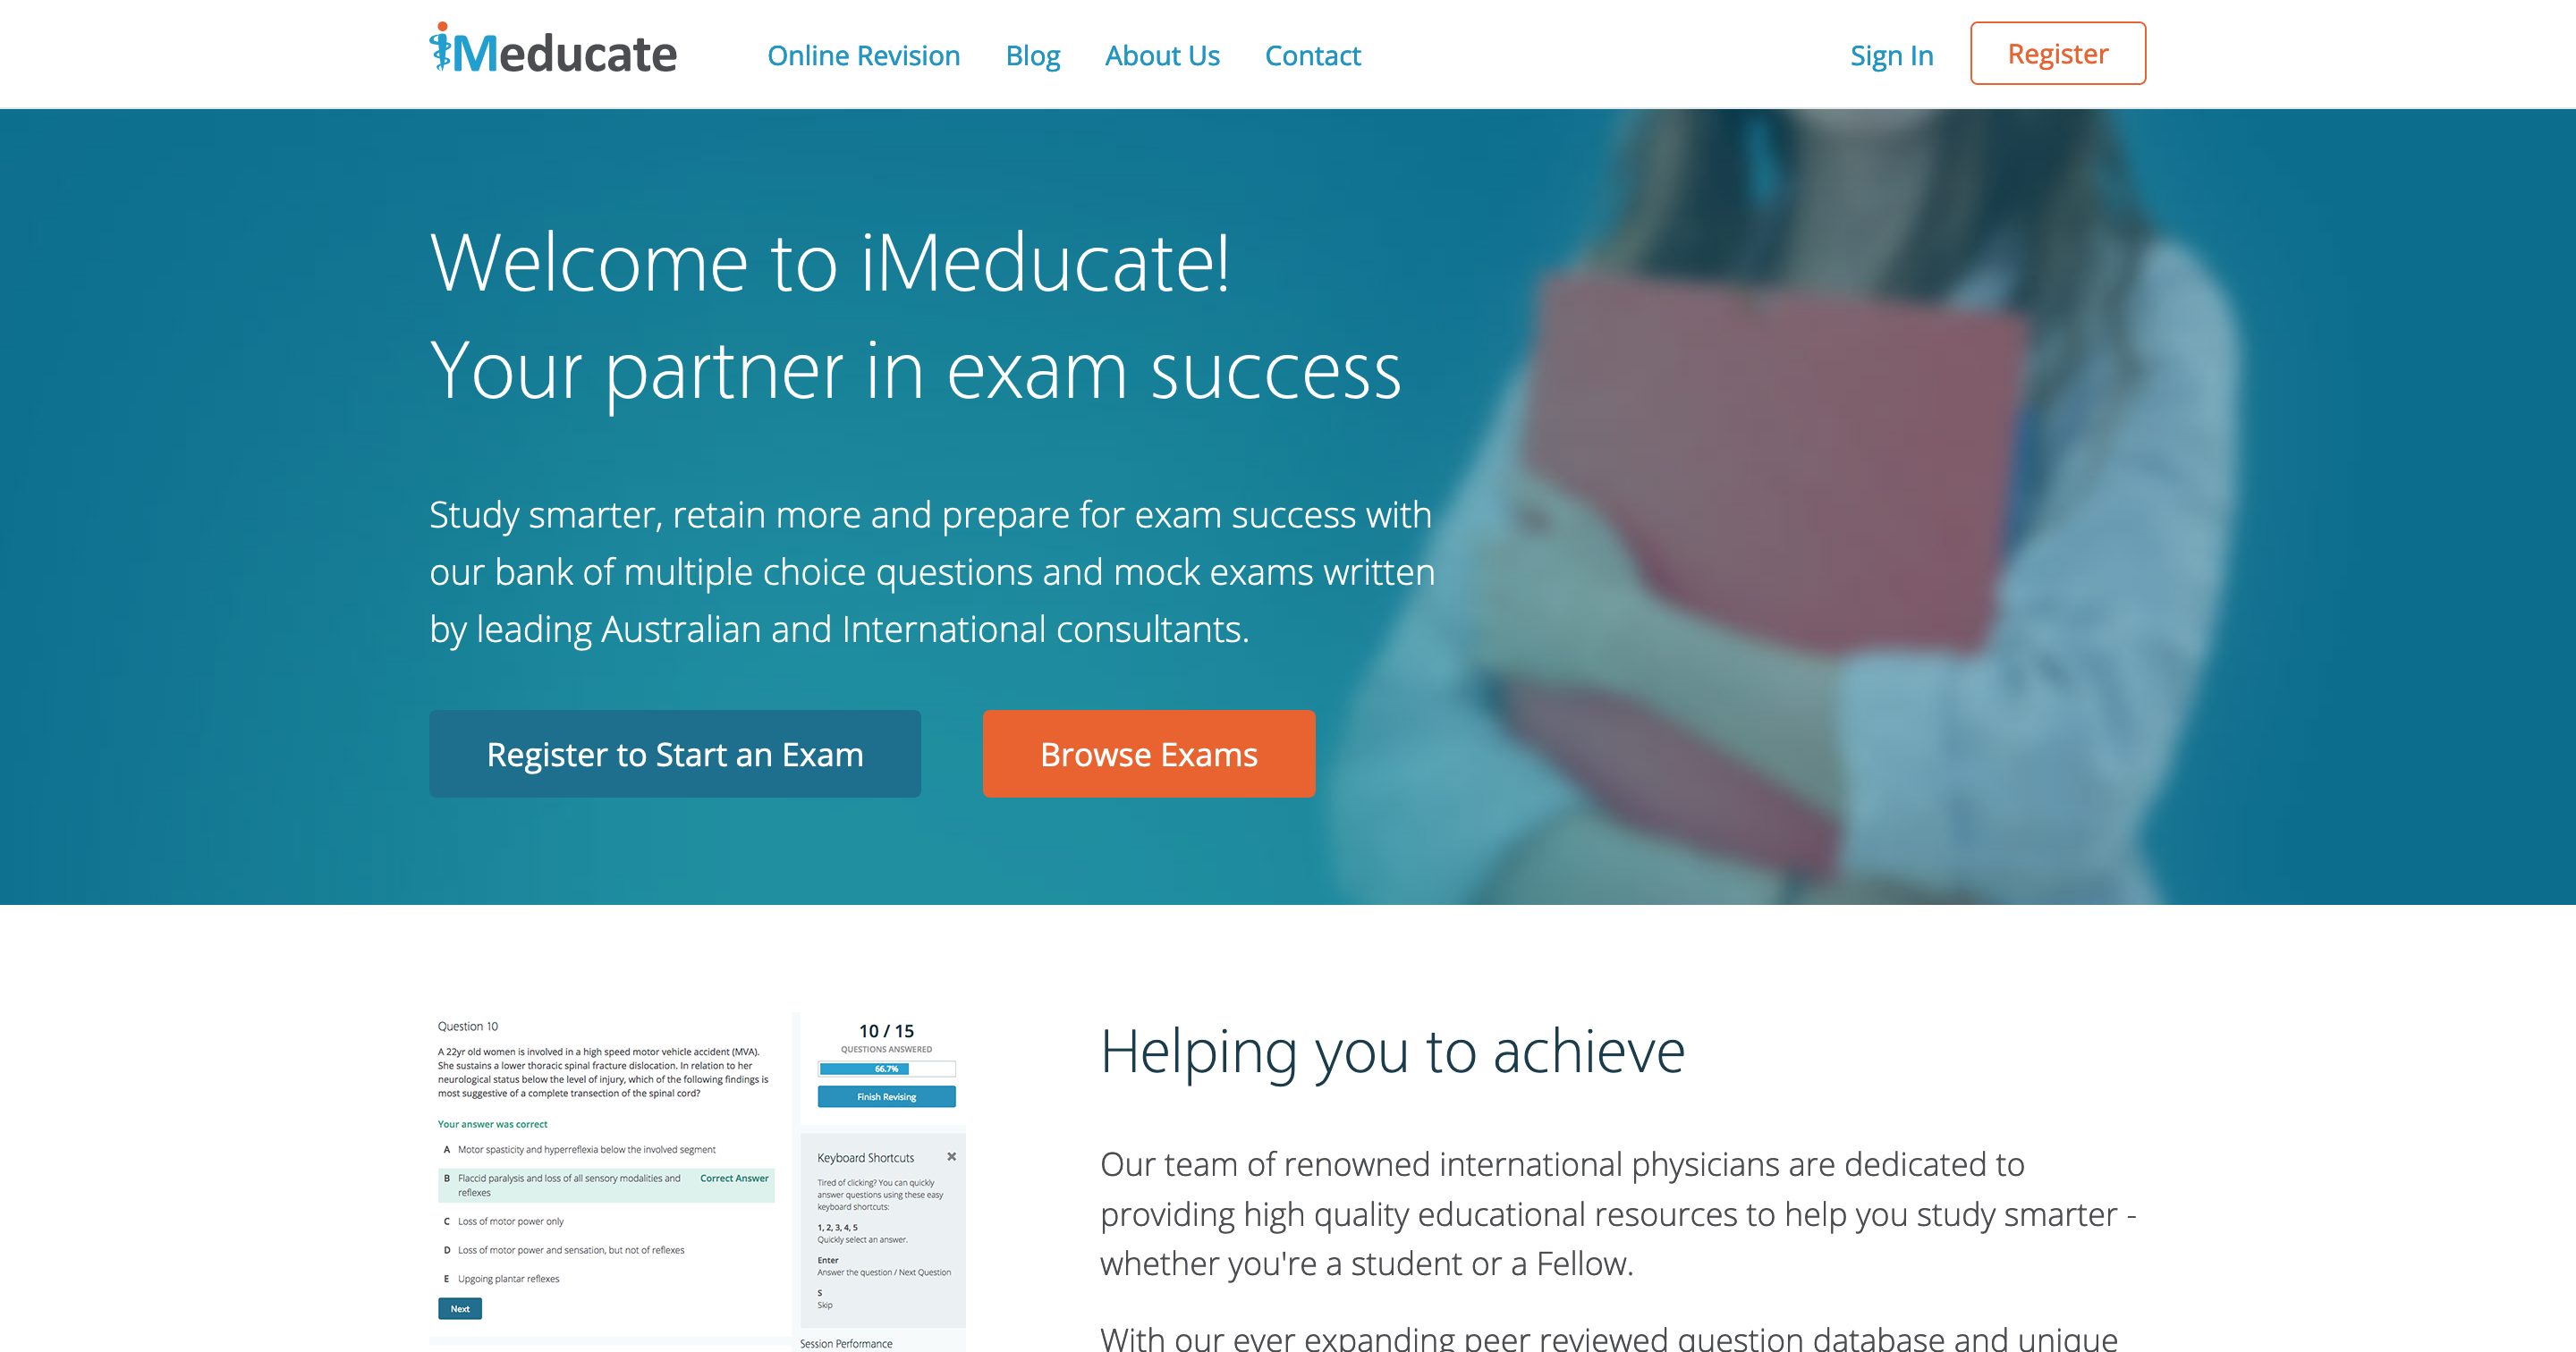 iMeducate
Online Revision
Blog
About Us
Contact
Sign In
Register
Welcome to iMeducate!
Your partner in exam success
Study smarter, retain more and prepare for exam success with
our bank of multiple choice questions and mock exams written
by leading Australian and International consultants.
Register to Start an Exam
Browse Exams
Question 10
A 22yr old women is involved in a high speed motor vehicle accident (MVA).
She sustains a lower thoracic spinal fracture dislocation. In relation to her
neurological status below the level of injury, which of the following findings is
most suggestive of a complete transection of the spinal cord?
Your answer was correct
A Motor spasticity and hyperreflexia below the involved segment
B Flaccid paralysis and loss of all sensory modalities and Correct Answer
reflexes
C Loss of motor power only
D Loss of motor power and sensation, but not of reflexes
E Upgoing plantar reflexes
Next
10 / 15
QUESTIONS ANSWERED
66.7%
Finish Revising
Keyboard Shortcuts
Tired of clicking? You can quickly
answer questions using these easy
keyboard shortcuts:
1, 2, 3, 4, 5
Quickly select an answer.
Enter
Answer the question / Next Question
S
Skip
Session Performance
Helping you to achieve
Our team of renowned international physicians are dedicated to
providing high quality educational resources to help you study smarter -
whether you're a student or a Fellow.
With our ever expanding peer reviewed question database and unique